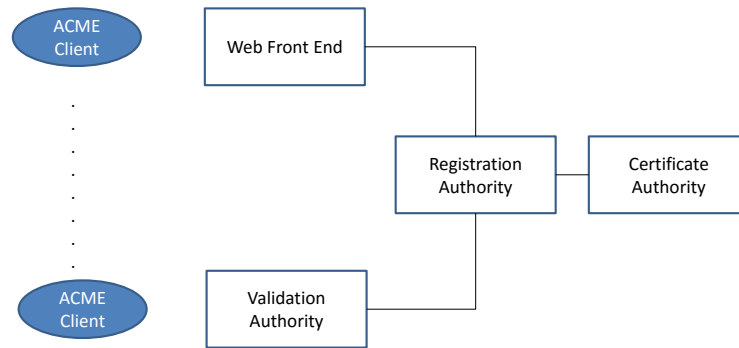 ACME
Client
Web Front End
Registration
Authority
Certificate
Authority
ACME
Client
Validation
Authority